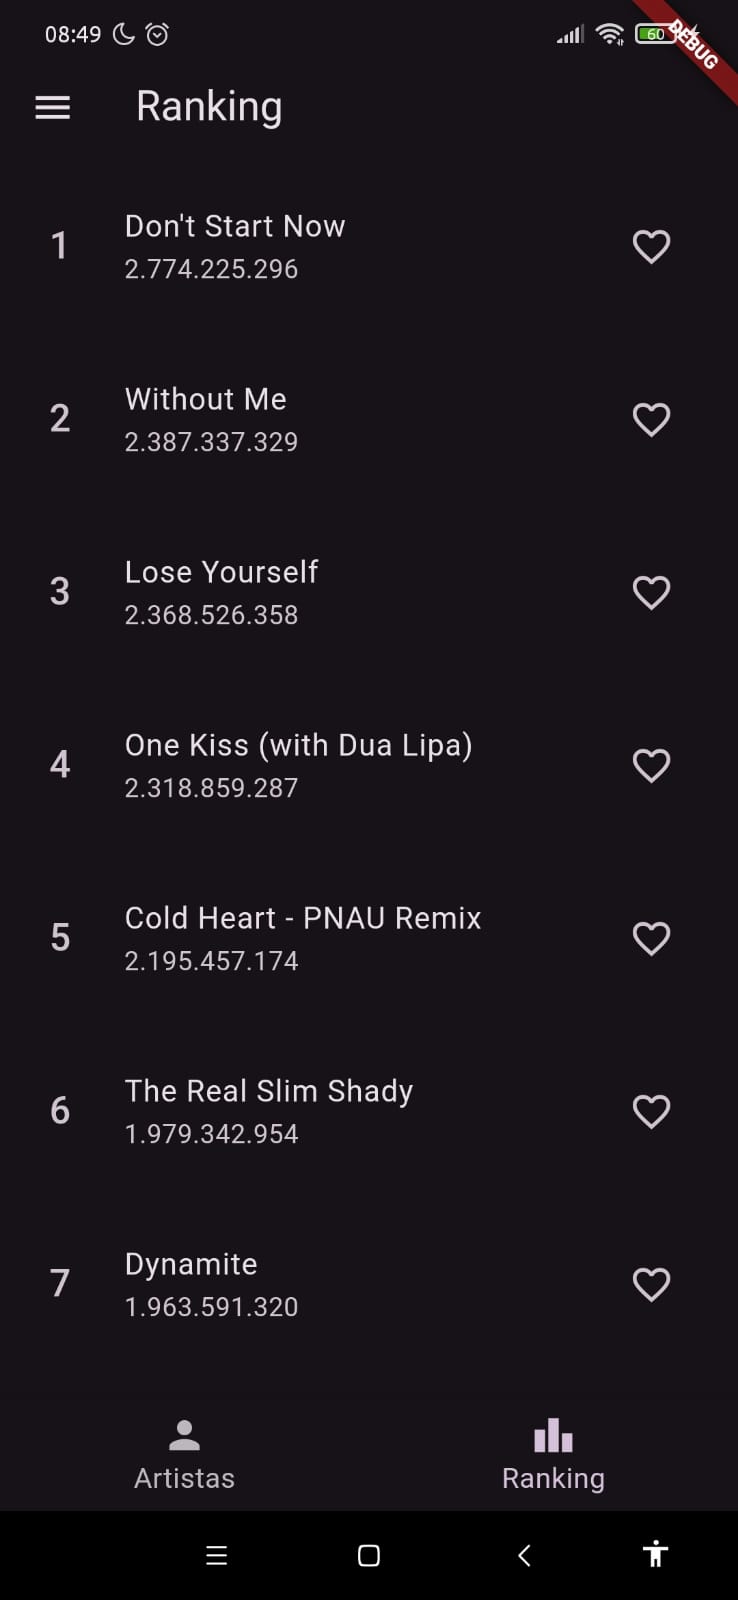 08:49
60
DEBUG
Ranking
1
Don't Start Now
2.774.225.296
2
Without Me
2.387.337.329
3
Lose Yourself
2.368.526.358
4
One Kiss (with Dua Lipa)
2.318.859.287
5
Cold Heart - PNAU Remix
2.195.457.174
6
The Real Slim Shady
1.979.342.954
7
Dynamite
1.963.591.320
Artistas
Ranking